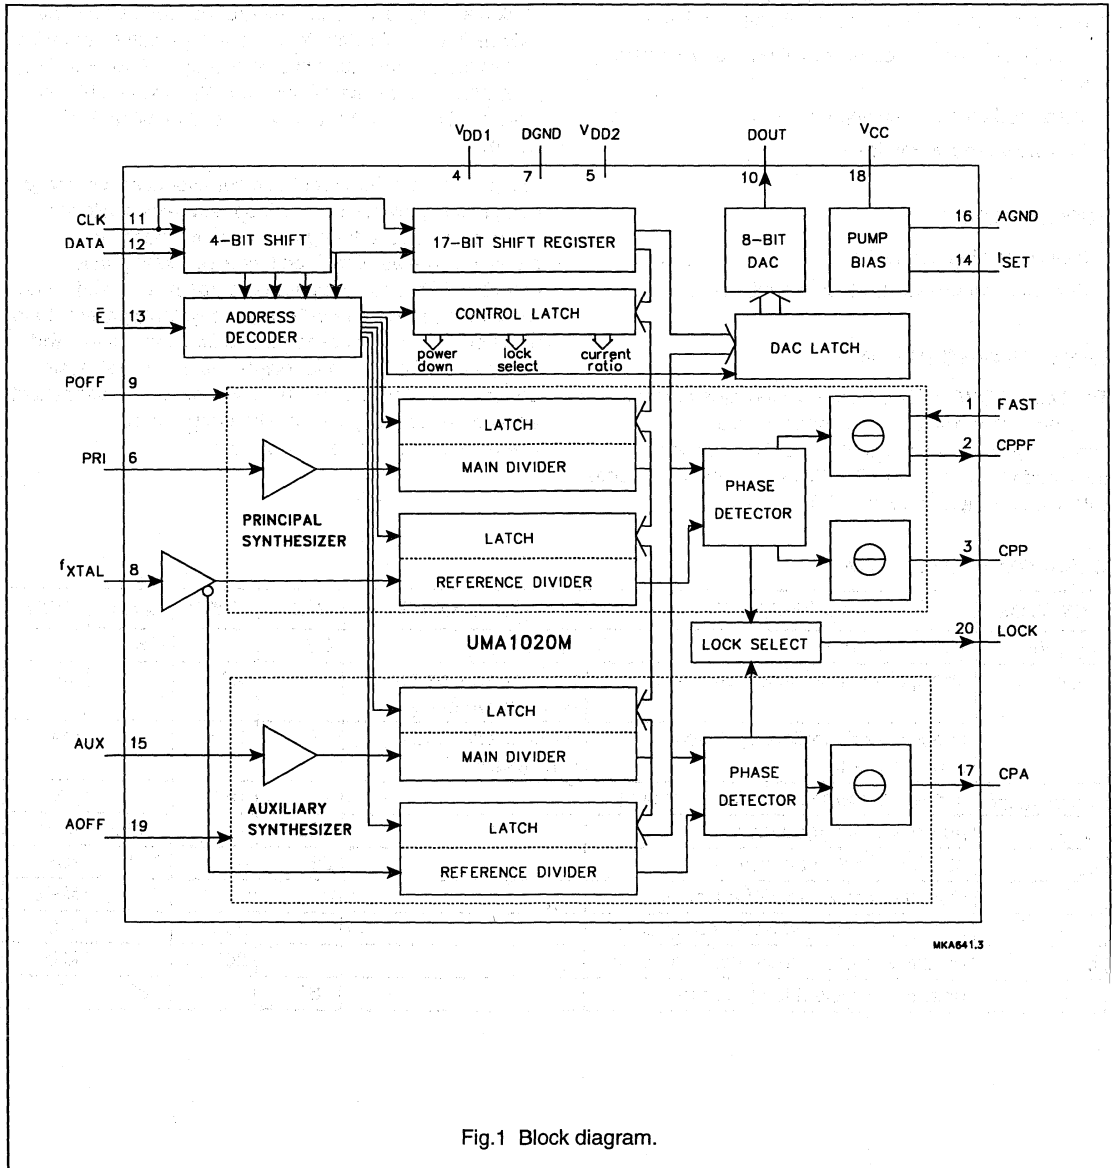 VDD1 DGND VDD2 DOUT VCC
4 7 5 10 18
CLK 11
DATA 12
4-BIT SHIFT
17-BIT SHIFT REGISTER
8-BIT
DAC
PUMP
BIAS
16 AGND
14 ISET
Ē 13
ADDRESS
DECODER
CONTROL LATCH
power
down
lock
select
current
ratio
DAC LATCH
POFF 9
1 FAST
LATCH
2 CPPF
PRI 6
MAIN DIVIDER
PHASE
DETECTOR
PRINCIPAL
SYNTHESIZER
LATCH
3 CPP
fXTAL 8
REFERENCE DIVIDER
UMA1020M
LOCK SELECT
20 LOCK
LATCH
AUX 15
MAIN DIVIDER
PHASE
DETECTOR
17 CPA
AUXILIARY
SYNTHESIZER
AOFF 19
LATCH
REFERENCE DIVIDER
MKA641.3
Fig.1 Block diagram.